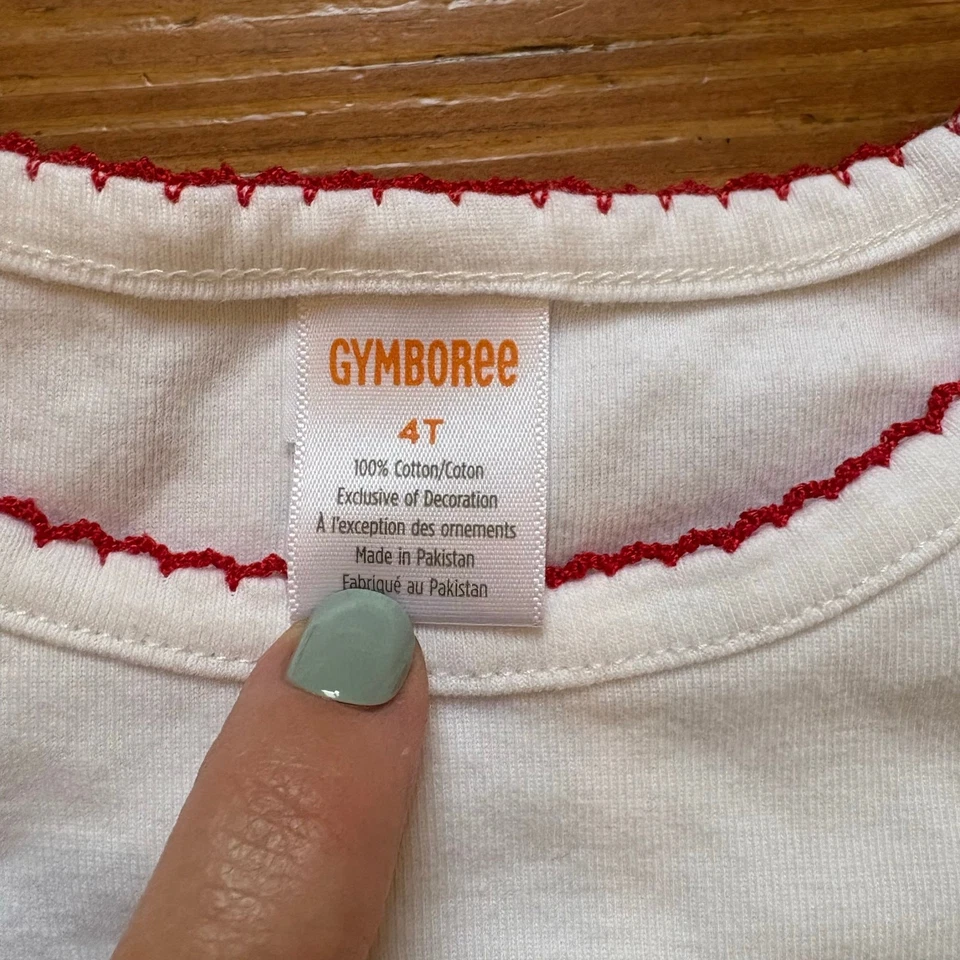 GYMBOREE
4T
100% Cotton/Coton
Exclusive of Decoration
À l'exception des ornements
Made in Pakistan
Fabriqué au Pakistan